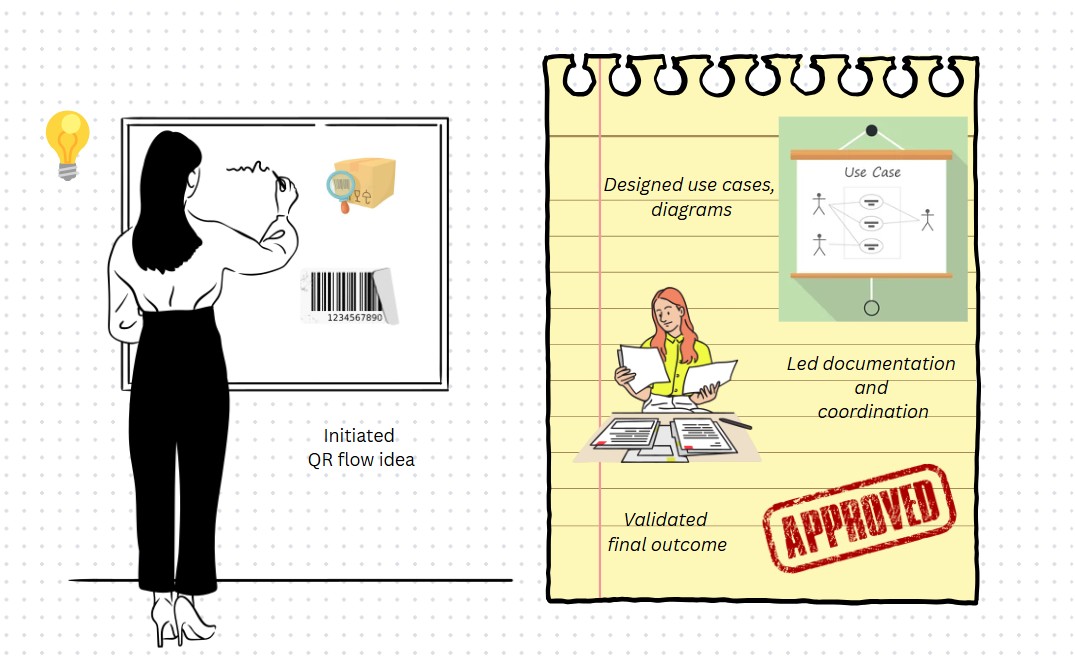 1234567890
Initiated
QR flow idea
Designed use cases,
diagrams
Use Case
Led documentation
and
coordination
Validated
final outcome
APPROVED